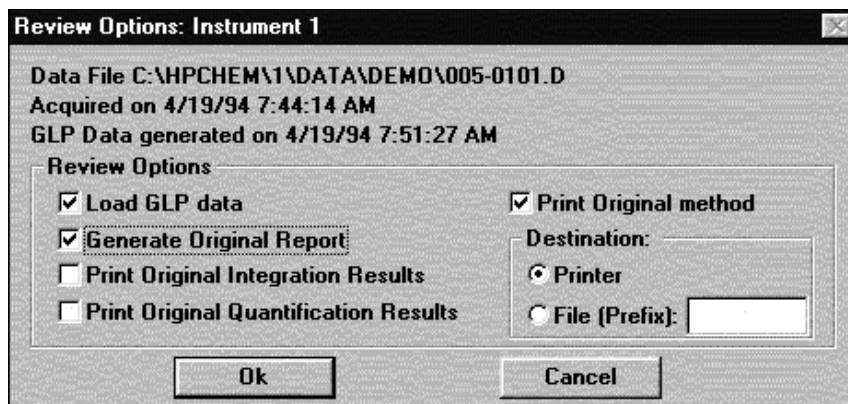 Review Options: Instrument 1
Data File C:\HPCHEM\1\DATA\DEMO\005-0101.D
Acquired on 4/19/94 7:44:14 AM
GLP Data generated on 4/19/94 7:51:27 AM
Review Options
Load GLP data
Generate Original Report
Print Original Integration Results
Print Original Quantification Results
Print Original method
Destination:
Printer
File (Prefix):
Ok
Cancel